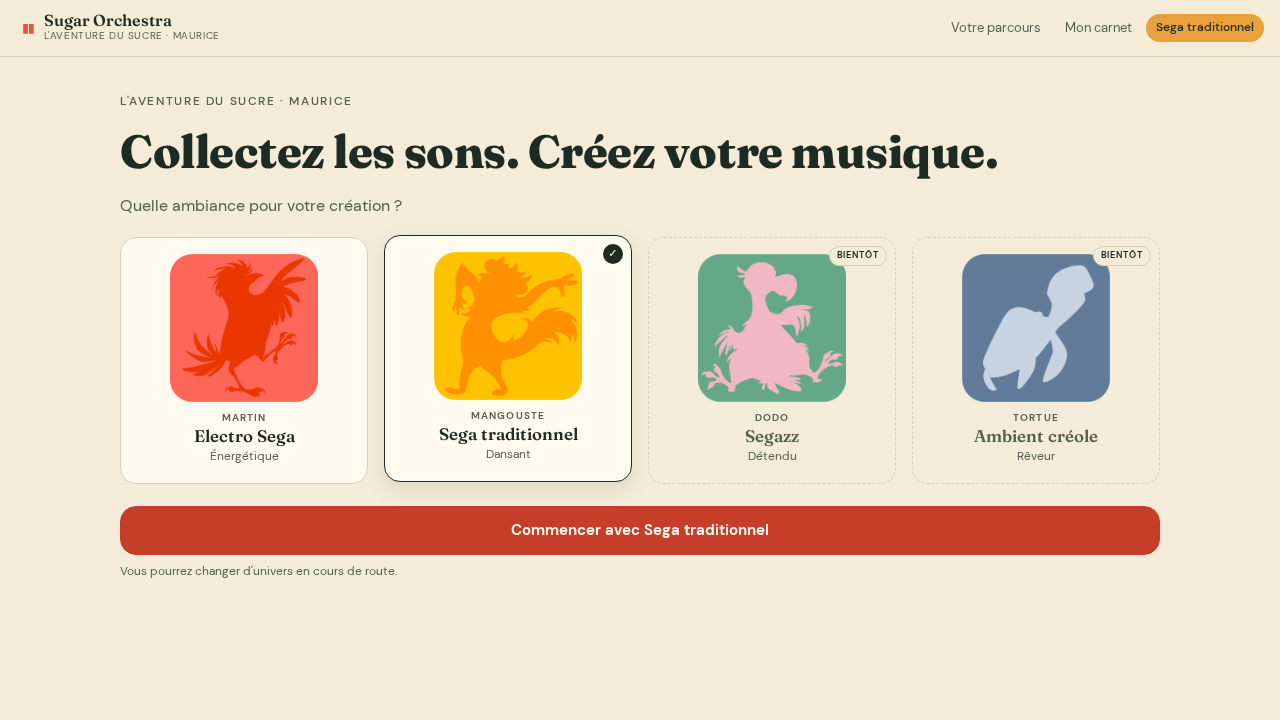 Sugar Orchestra
L'AVENTURE DU SUCRE · MAURICE
Votre parcours
Mon carnet
Sega traditionnel
L'AVENTURE DU SUCRE · MAURICE
Collectez les sons. Créez votre musique.
Quelle ambiance pour votre création ?
MARTIN
Electro Sega
Énergétique
✓
MANGOUSTE
Sega traditionnel
Dansant
BIENTÔT
DODO
Segazz
Détendu
BIENTÔT
TORTUE
Ambient créole
Rêveur
Commencer avec Sega traditionnel
Vous pourrez changer d'univers en cours de route.